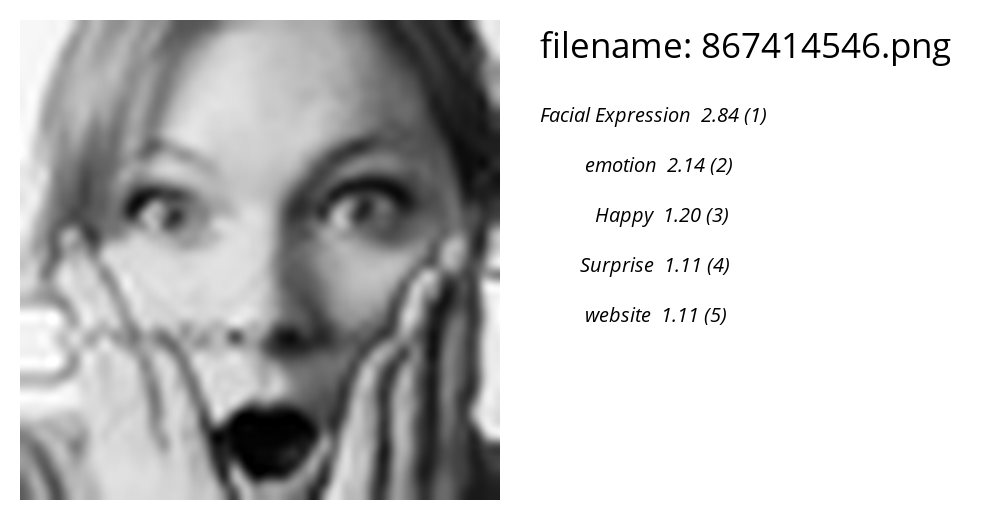 filename: 867414546.png
Facial Expression 2.84 (1)
emotion 2.14 (2)
Happy 1.20 (3)
Surprise 1.11 (4)
website 1.11 (5)